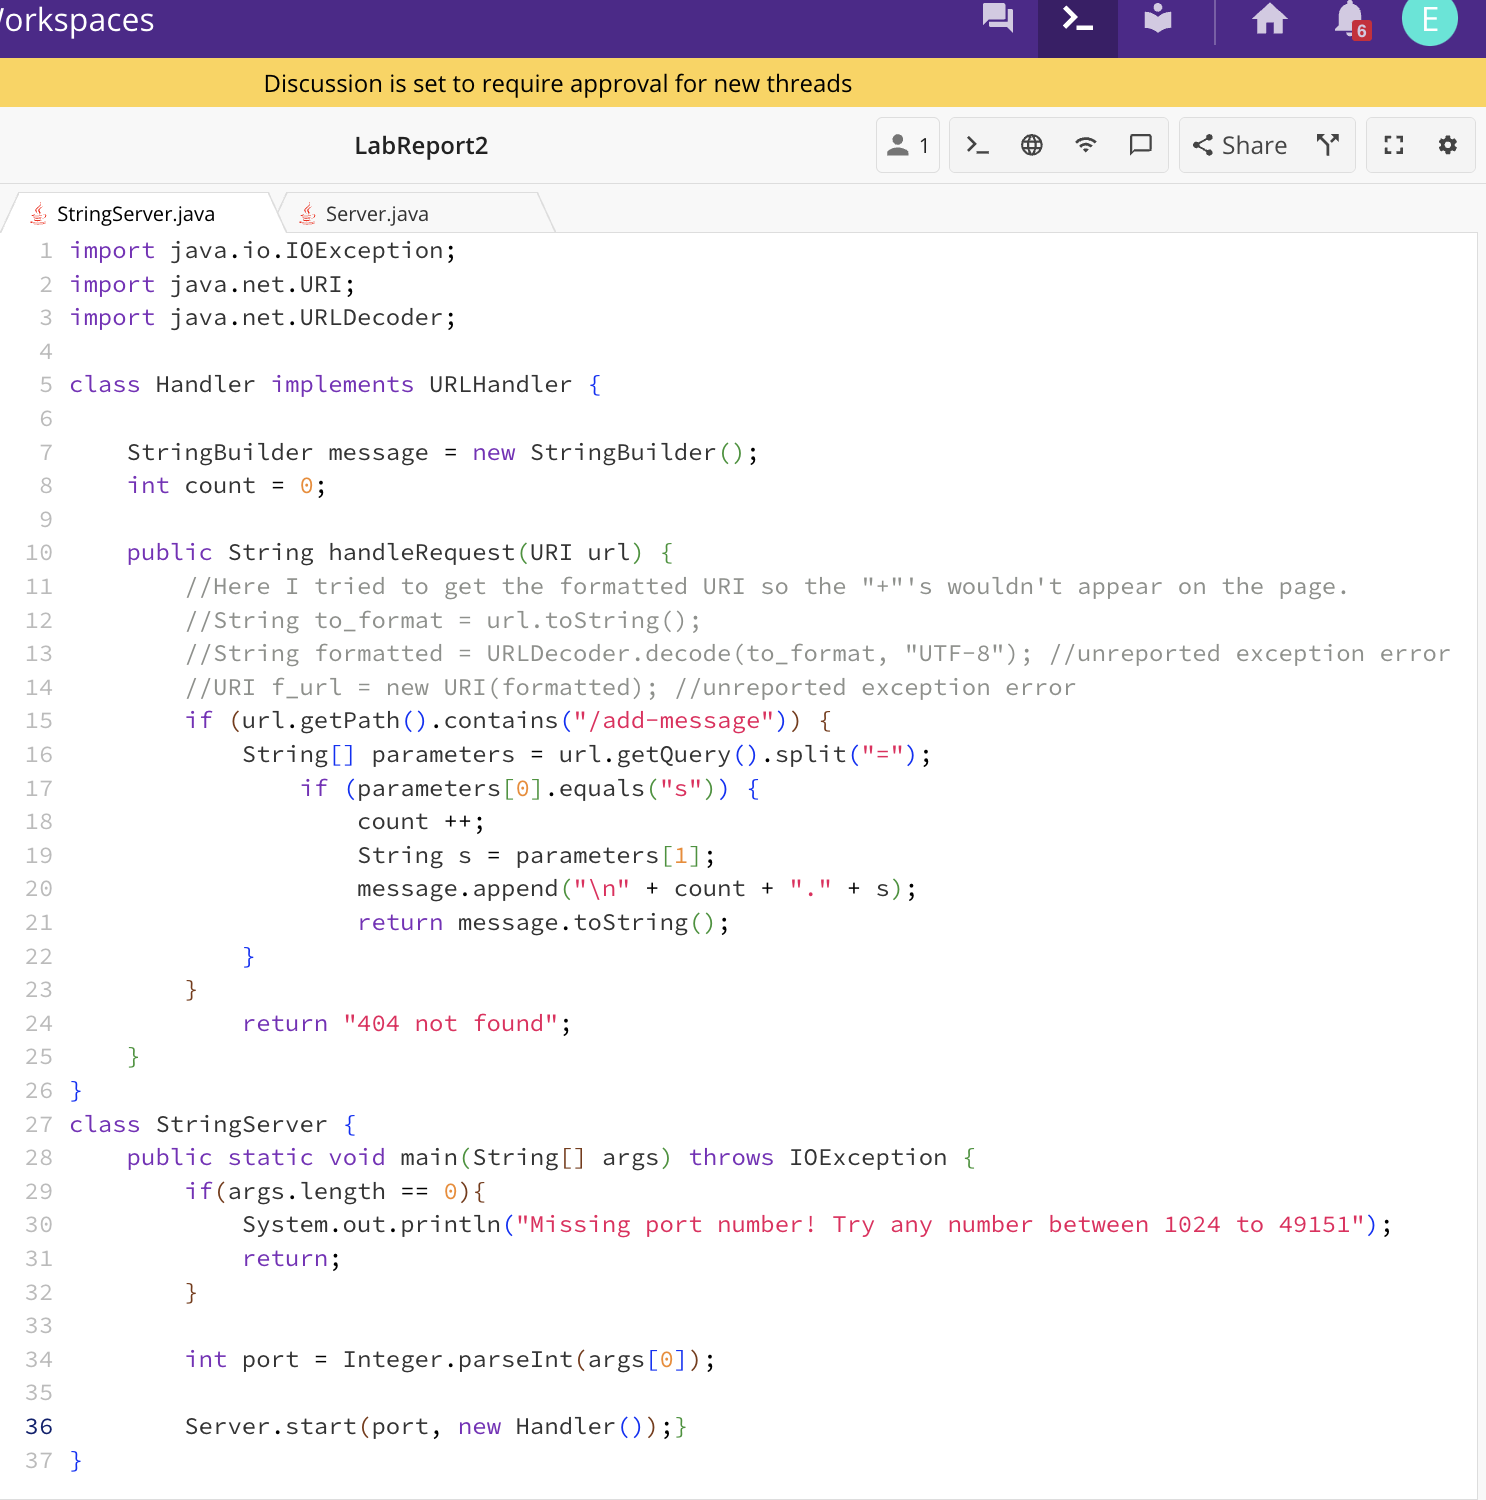 orkspaces
6
E
Discussion is set to require approval for new threads
LabReport2
1
Share
StringServer.java
Server.java
1 import java.io.IOException;
2 import java.net.URI;
3 import java.net.URLDecoder;
4
5 class Handler implements URLHandler {
6
7     StringBuilder message = new StringBuilder();
8     int count = 0;
9
10     public String handleRequest(URI url) {
11         //Here I tried to get the formatted URI so the "+"'s wouldn't appear on the page.
12         //String to_format = url.toString();
13         //String formatted = URLDecoder.decode(to_format, "UTF-8"); //unreported exception error
14         //URI f_url = new URI(formatted); //unreported exception error
15         if (url.getPath().contains("/add-message")) {
16             String[] parameters = url.getQuery().split("=");
17                 if (parameters[0].equals("s")) {
18                     count ++;
19                     String s = parameters[1];
20                     message.append("\n" + count + "." + s);
21                     return message.toString();
22             }
23         }
24             return "404 not found";
25     }
26 }
27 class StringServer {
28     public static void main(String[] args) throws IOException {
29         if(args.length == 0){
30             System.out.println("Missing port number! Try any number between 1024 to 49151");
31             return;
32         }
33
34         int port = Integer.parseInt(args[0]);
35
36         Server.start(port, new Handler());}
37 }